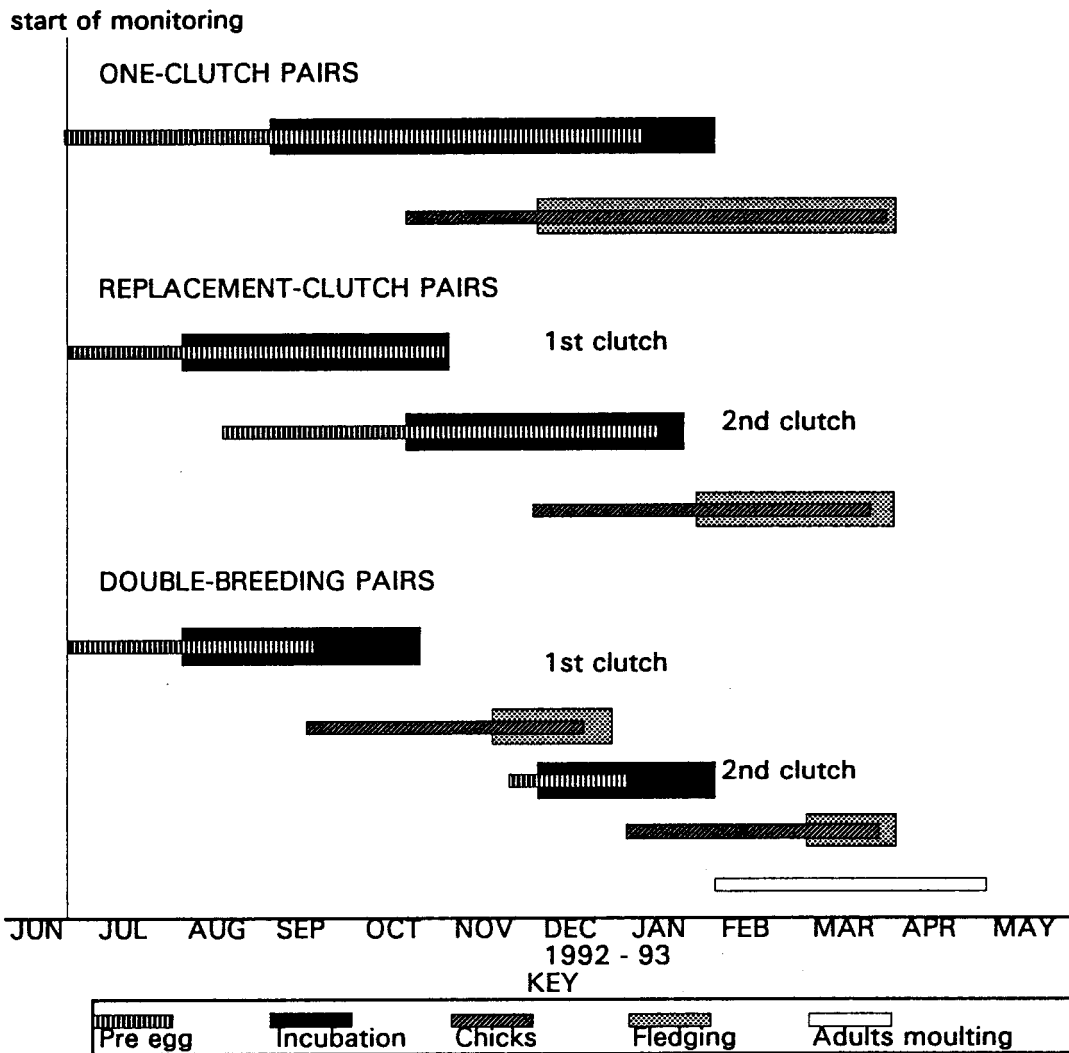 start of monitoring
ONE-CLUTCH PAIRS
REPLACEMENT-CLUTCH PAIRS
1st clutch
2nd clutch
DOUBLE-BREEDING PAIRS
1st clutch
2nd clutch
JUN JUL AUG SEP OCT NOV DEC JAN FEB MAR APR MAY
1992 - 93
KEY
Pre egg Incubation Chicks Fledging Adults moulting